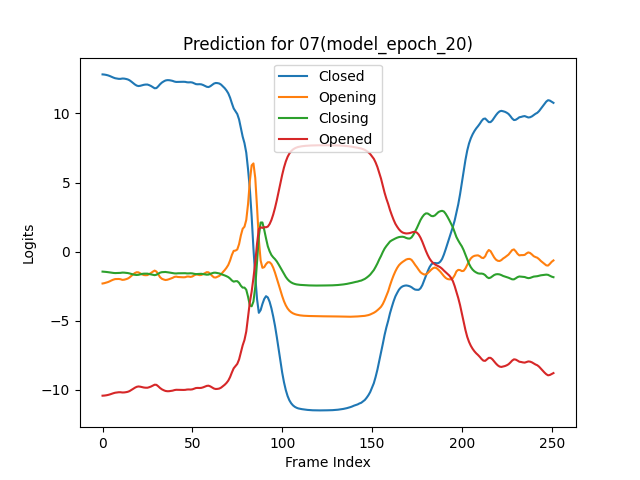 Prediction for 07(model_epoch_20)
Closed
Opening
Closing
Opened
Logits
10
5
0
−5
−10
0 50 100 150 200 250
Frame Index